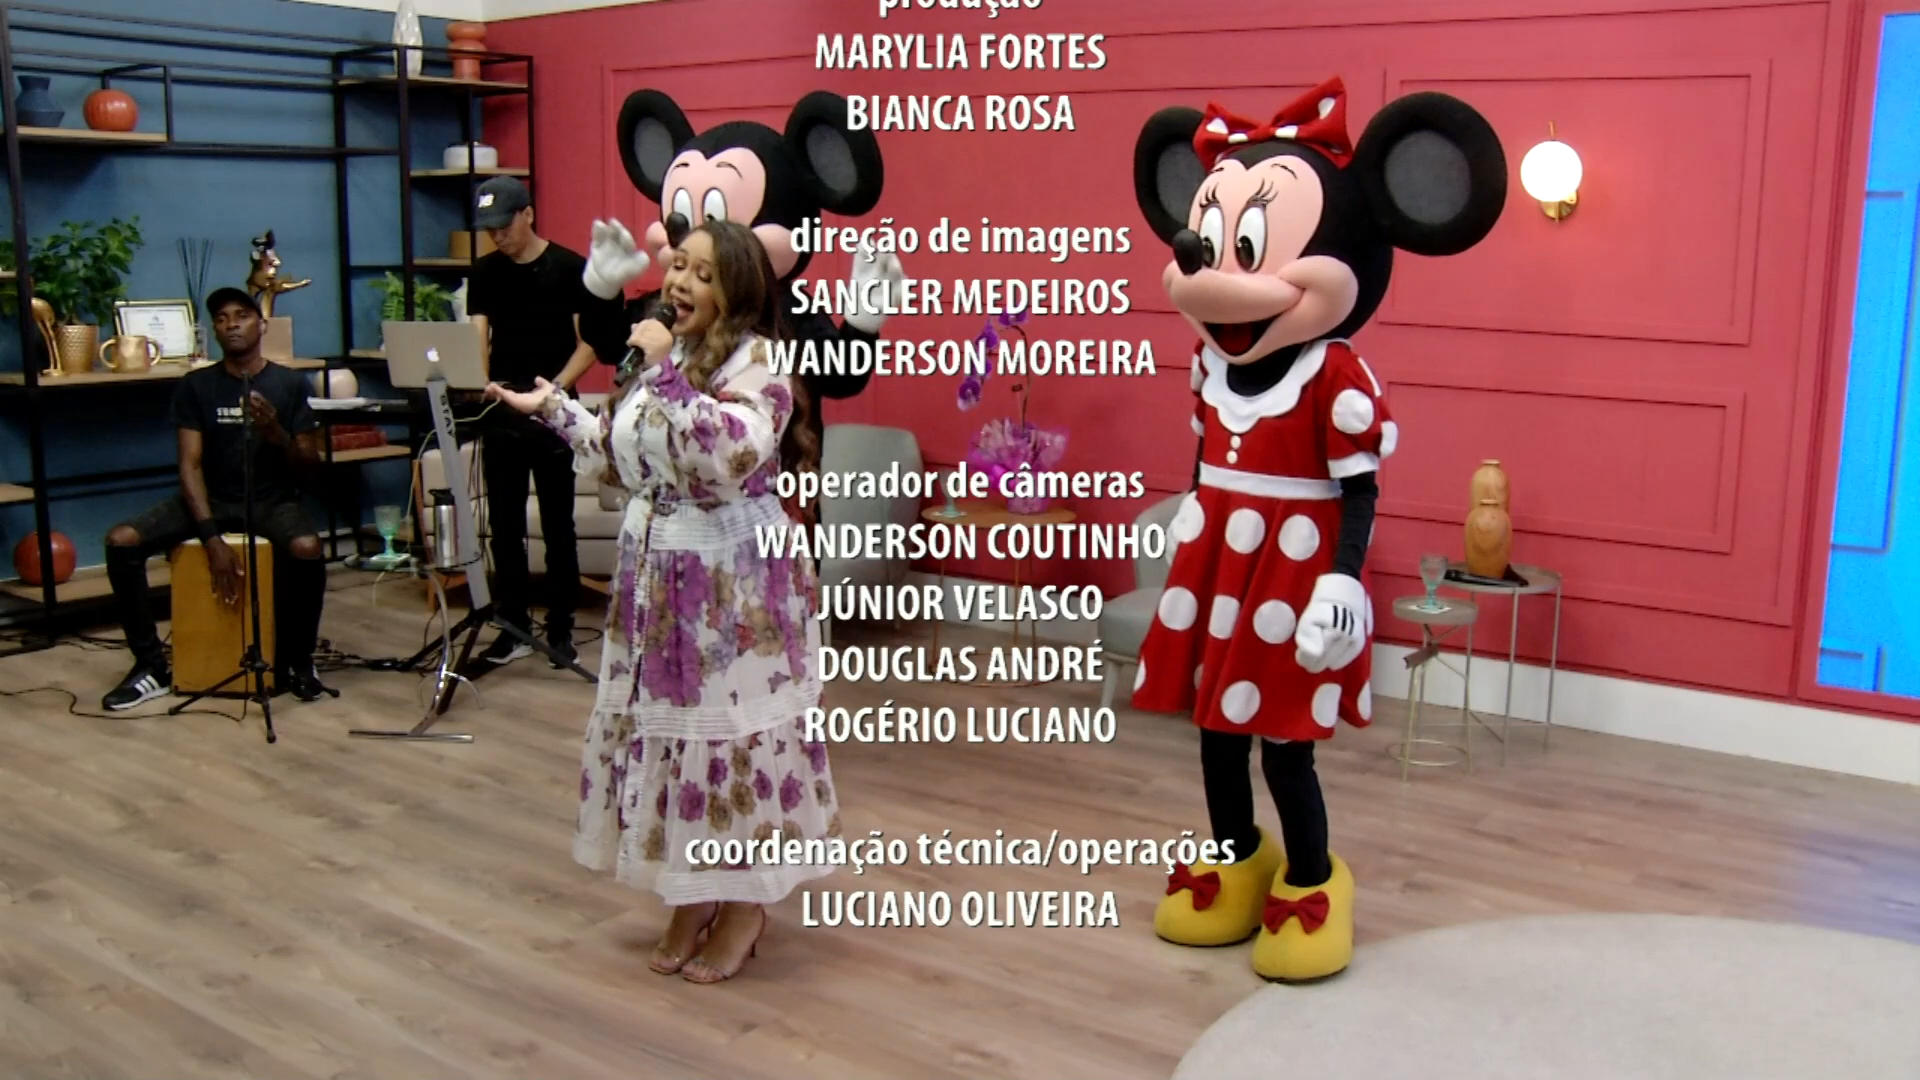 produção
MARYLIA FORTES
BIANCA ROSA
direção de imagens
SANCLER MEDEIROS
WANDERSON MOREIRA
operador de câmeras
WANDERSON COUTINHO
JÚNIOR VELASCO
DOUGLAS ANDRÉ
ROGÉRIO LUCIANO
coordenação técnica/operações
LUCIANO OLIVEIRA